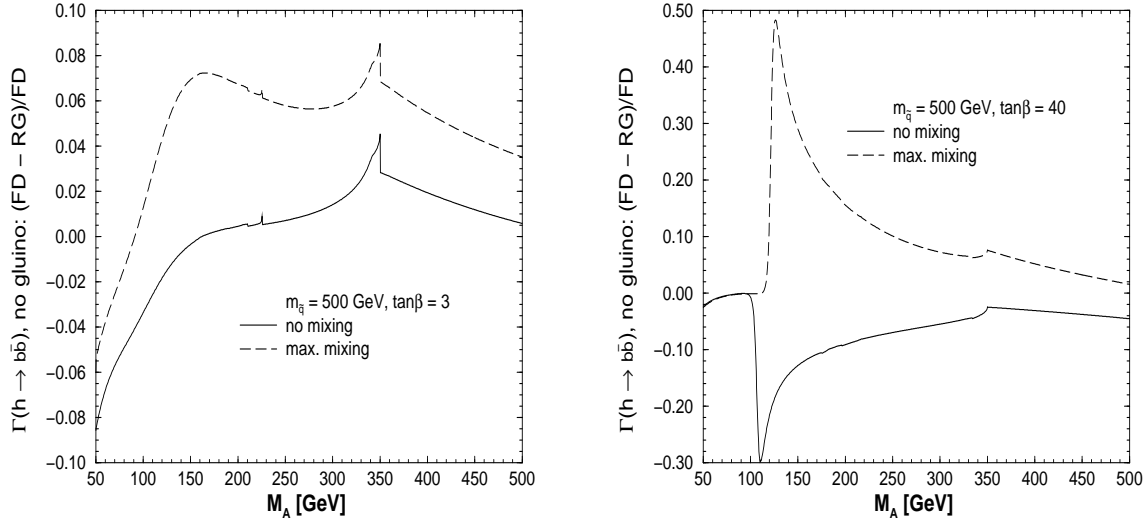 Γ(h → bb̄), no gluino: (FD − RG)/FD
0.10
0.08
0.06
0.04
0.02
0.00
−0.02
−0.04
−0.06
−0.08
−0.10
m_q̃ = 500 GeV, tanβ = 3
no mixing
max. mixing
50 100 150 200 250 300 350 400 450 500
M_A [GeV]
Γ(h → bb̄), no gluino: (FD − RG)/FD
0.50
0.40
0.30
0.20
0.10
0.00
−0.10
−0.20
−0.30
m_q̃ = 500 GeV, tanβ = 40
no mixing
max. mixing
50 100 150 200 250 300 350 400 450 500
M_A [GeV]